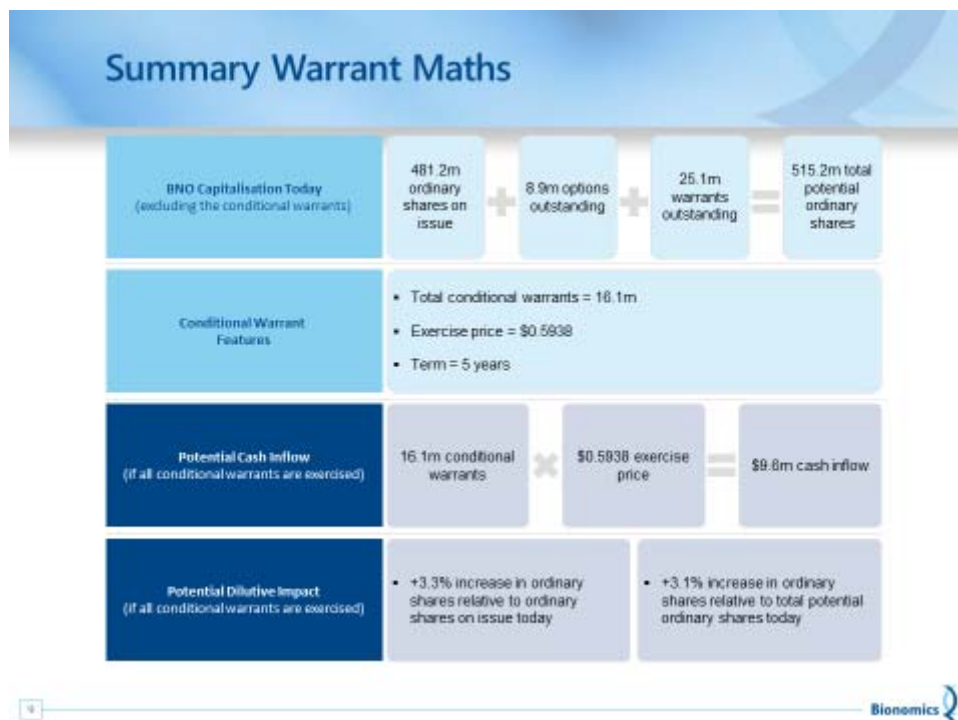 Summary Warrant Maths
BNO Capitalisation Today
(excluding the conditional warrants)
481.2m
ordinary
shares on
issue
+
8.9m options
outstanding
+
25.1m
warrants
outstanding
=
515.2m total
potential
ordinary
shares
Conditional Warrant
Features
• Total conditional warrants = 16.1m
• Exercise price = $0.5938
• Term = 5 years
Potential Cash Inflow
(if all conditional warrants are exercised)
16.1m conditional
warrants
×
$0.5938 exercise
price
=
$9.6m cash inflow
Potential Dilutive Impact
(if all conditional warrants are exercised)
• +3.3% increase in ordinary
shares relative to ordinary
shares on issue today
• +3.1% increase in ordinary
shares relative to total potential
ordinary shares today
9
Bionomics